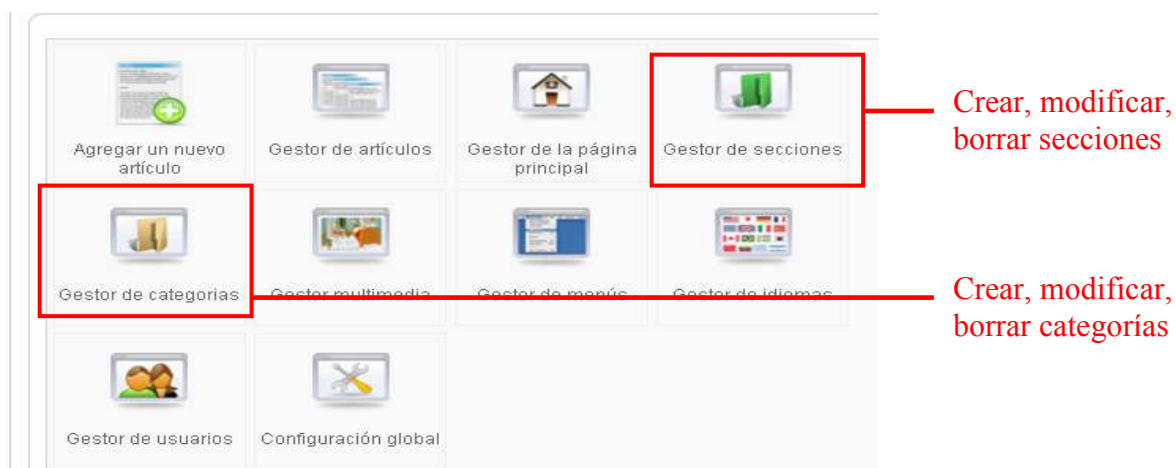 Agregar un nuevo
artículo
Gestor de artículos
Gestor de la página
principal
Gestor de secciones
Crear, modificar,
borrar secciones
Gestor de categorias
Gestor multimedia
Gestor de menús
Gestor de idiomas
Crear, modificar,
borrar categorías
Gestor de usuarios
Configuración global